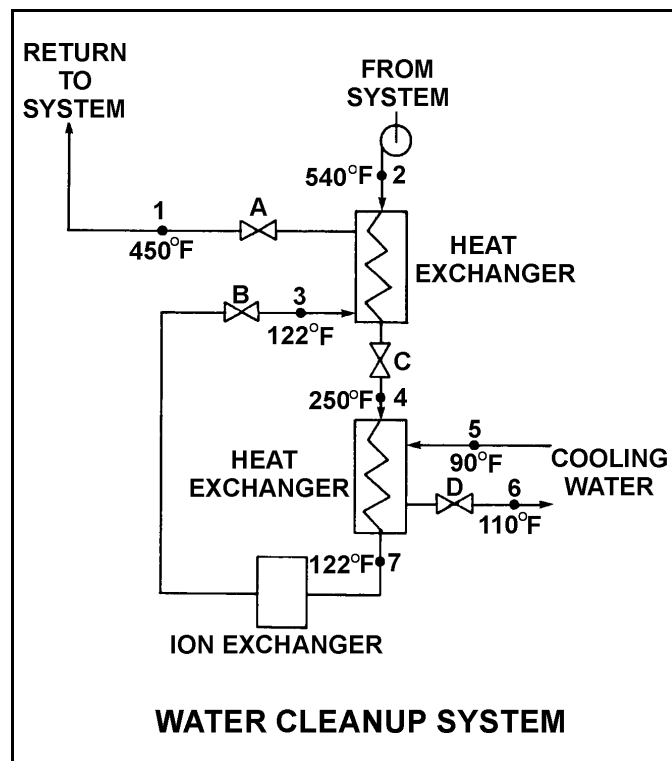 RETURN
TO
SYSTEM
FROM
SYSTEM
540°F 2
1
A
450°F
HEAT
EXCHANGER
B
3
122°F
C
250°F 4
5
HEAT
EXCHANGER
90°F
COOLING
WATER
D
6
110°F
122°F 7
ION EXCHANGER
WATER CLEANUP SYSTEM